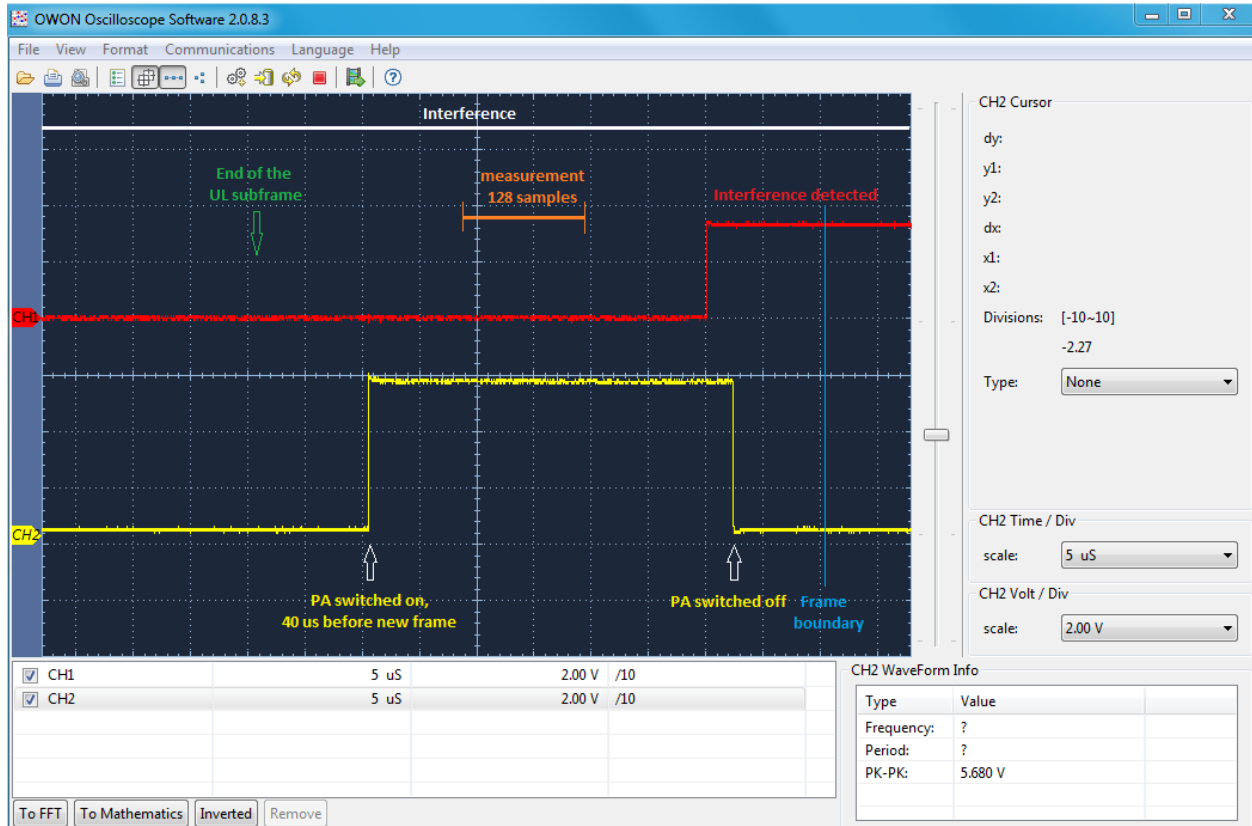 OWON Oscilloscope Software 2.0.8.3
File View Format Communications Language Help
Interference
End of the
UL subframe
measurement
128 samples
Interference detected
CH1
CH2
PA switched on,
40 us before new frame
PA switched off
Frame
boundary
CH2 Cursor
dy:
y1:
y2:
dx:
x1:
x2:
Divisions: [-10~10]
-2.27
Type: None
CH2 Time / Div
scale: 5 uS
CH2 Volt / Div
scale: 2.00 V
CH1 5 uS 2.00 V /10
CH2 5 uS 2.00 V /10
To FFT To Mathematics Inverted Remove
CH2 WaveForm Info
Type Value
Frequency: ?
Period: ?
PK-PK: 5.680 V